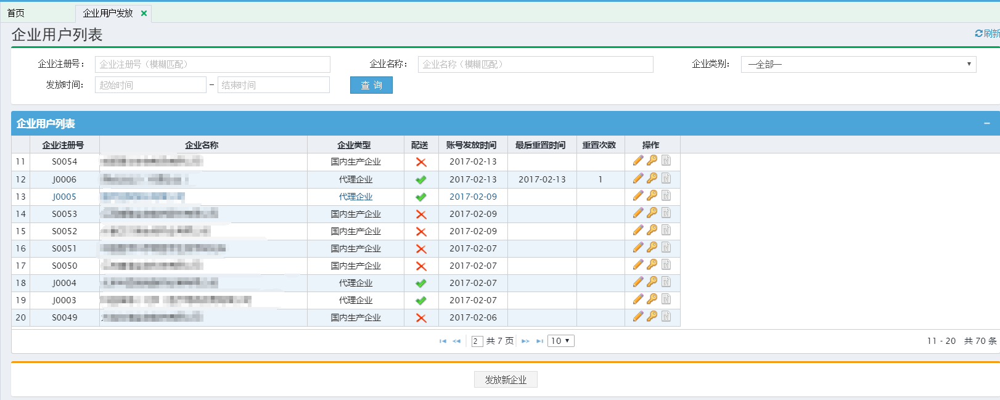 首页 企业用户发放
企业用户列表 刷新
企业注册号： 企业注册号（模糊匹配） 企业名称： 企业名称（模糊匹配） 企业类别： —全部—
发放时间： 起始时间 – 结束时间 查 询
企业用户列表
企业注册号 企业名称 企业类型 配送 账号发放时间 最后重置时间 重置次数 操作
11 S0054 国内生产企业 2017-02-13
12 J0006 代理企业 2017-02-13 2017-02-13 1
13 J0005 代理企业 2017-02-09
14 S0053 国内生产企业 2017-02-09
15 S0052 国内生产企业 2017-02-09
16 S0051 国内生产企业 2017-02-07
17 S0050 国内生产企业 2017-02-07
18 J0004 代理企业 2017-02-07
19 J0003 代理企业 2017-02-07
20 S0049 国内生产企业 2017-02-06
2 共 7 页 10 11 - 20 共 70 条
发放新企业